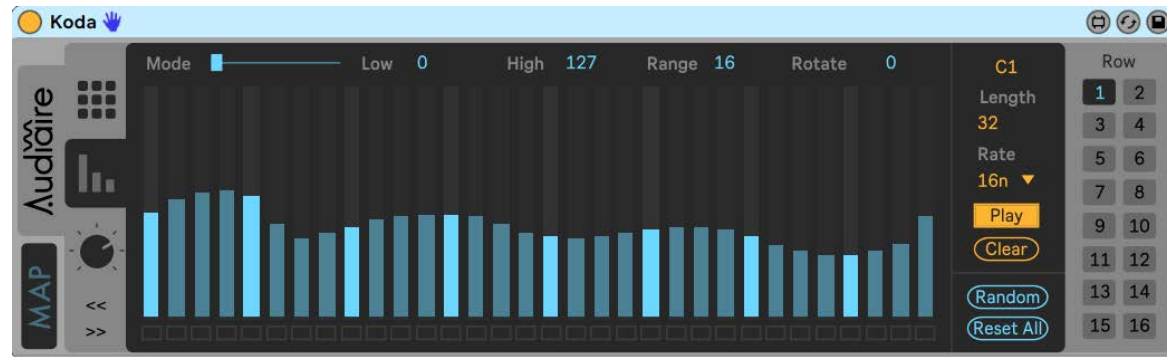 Koda
Audiaire
MAP
<<
>>
Mode Low 0 High 127 Range 16 Rotate 0
C1
Length
32
Rate
16n
Play
Clear
Random
Reset All
Row
1 2
3 4
5 6
7 8
9 10
11 12
13 14
15 16